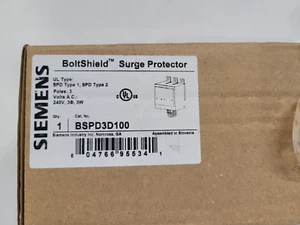 BoltShield™ Surge Protector
UL Type:
SPD Type 1, SPD Type 2
Poles: 3
Volts A.C.:
240V, 3Ø, 3W
SIEMENS
Qty. Cat. No.
1 BSPD3D100
Siemens Industry Inc, Norcross, GA Assembled in Slovenia
8 04766 95534 1